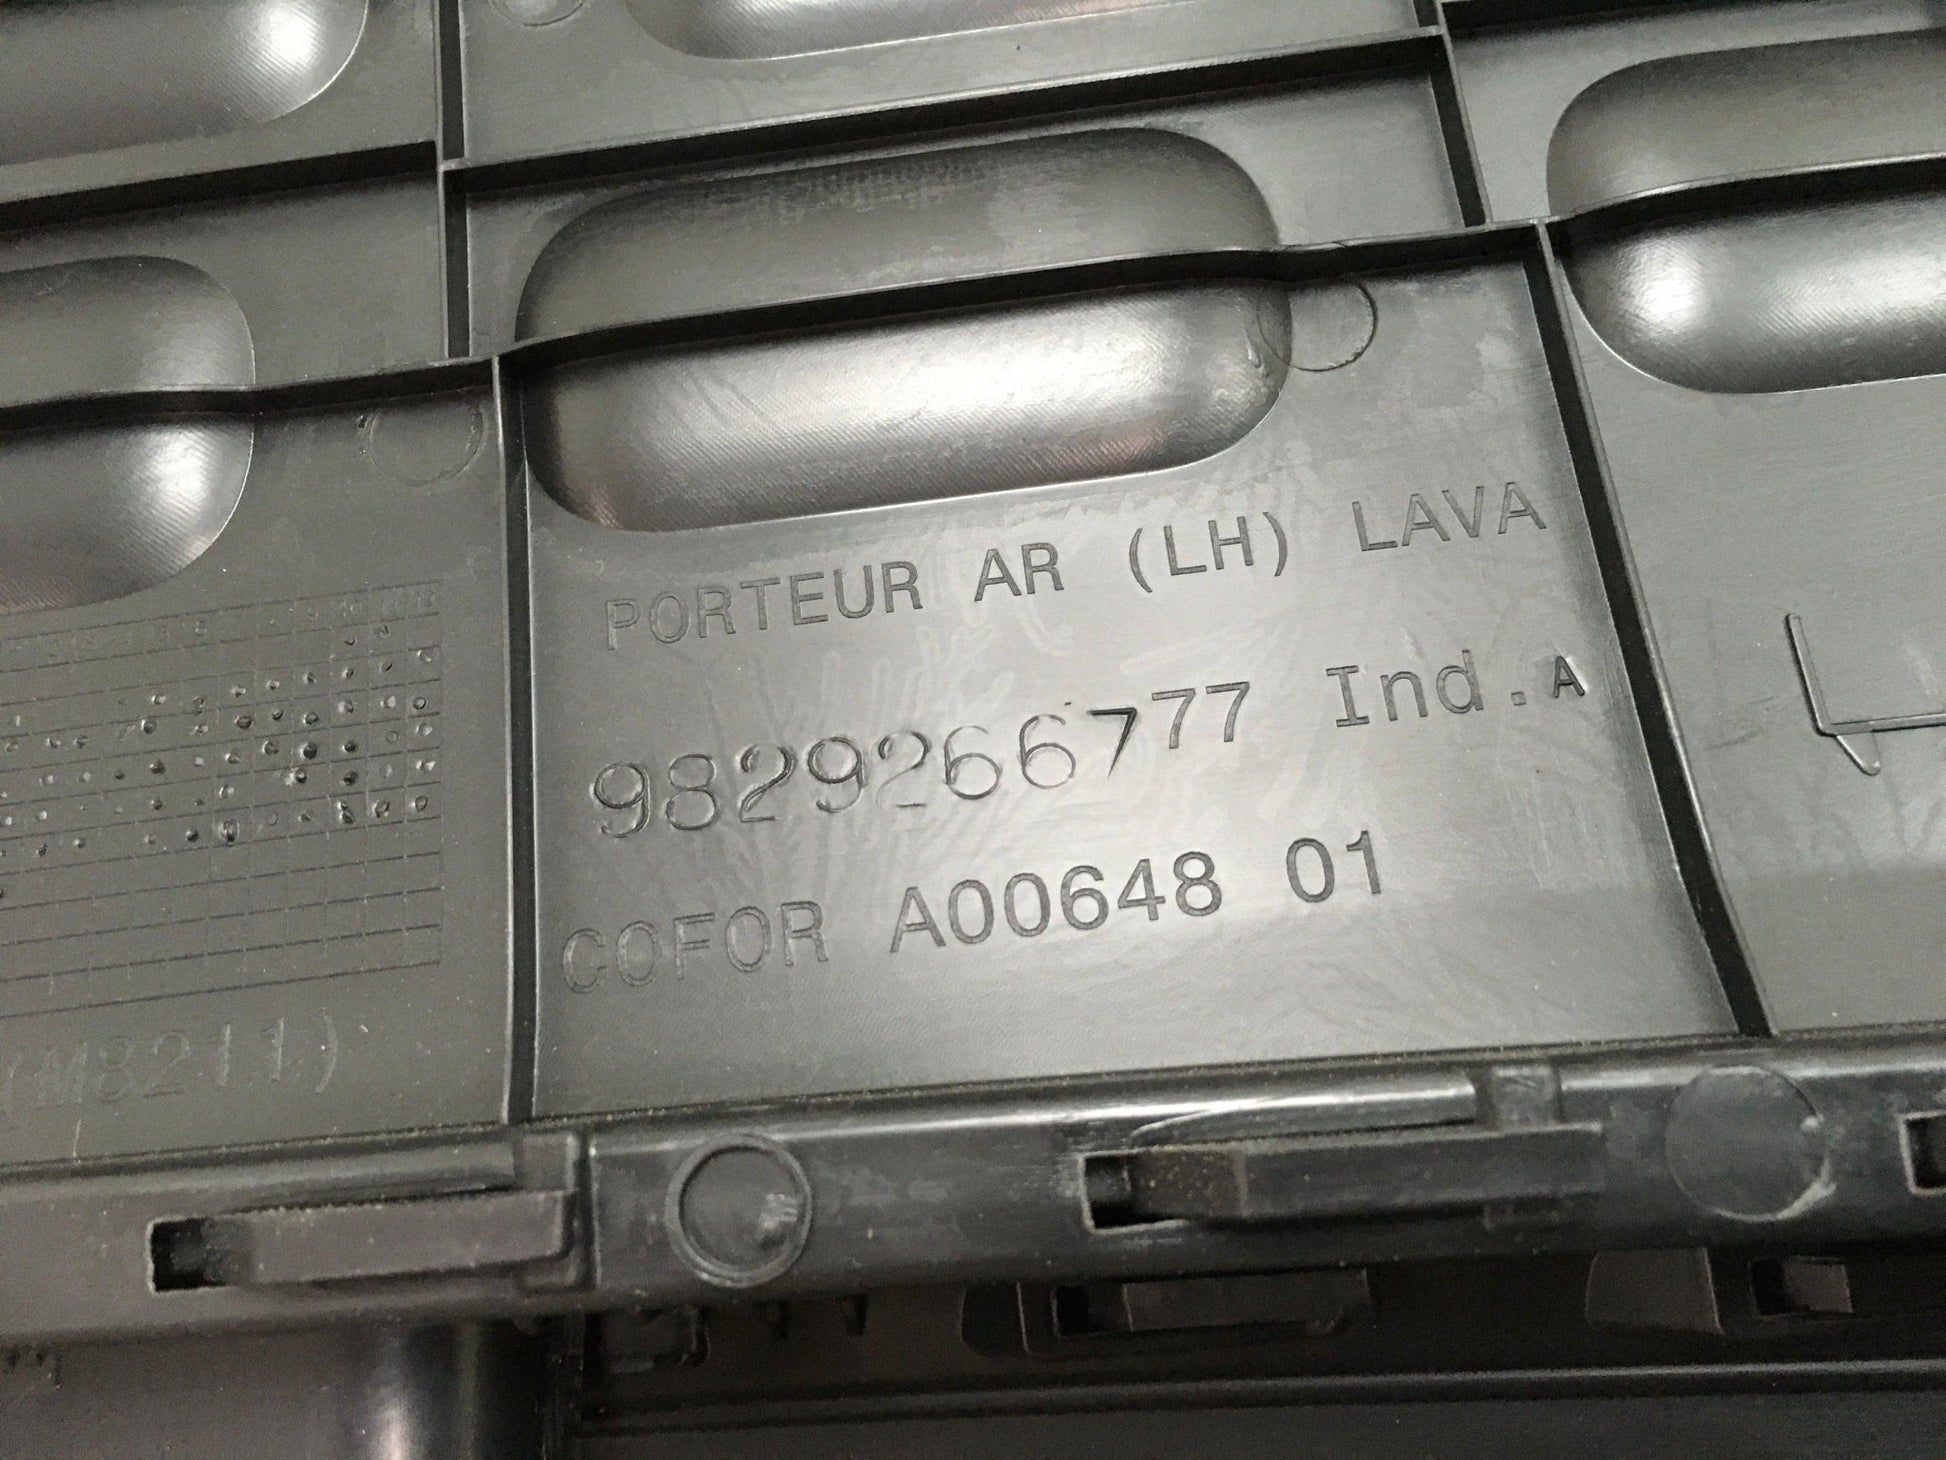 PORTEUR AR (LH) LAVA
9829266777 Ind.A
COFOR A00648 01